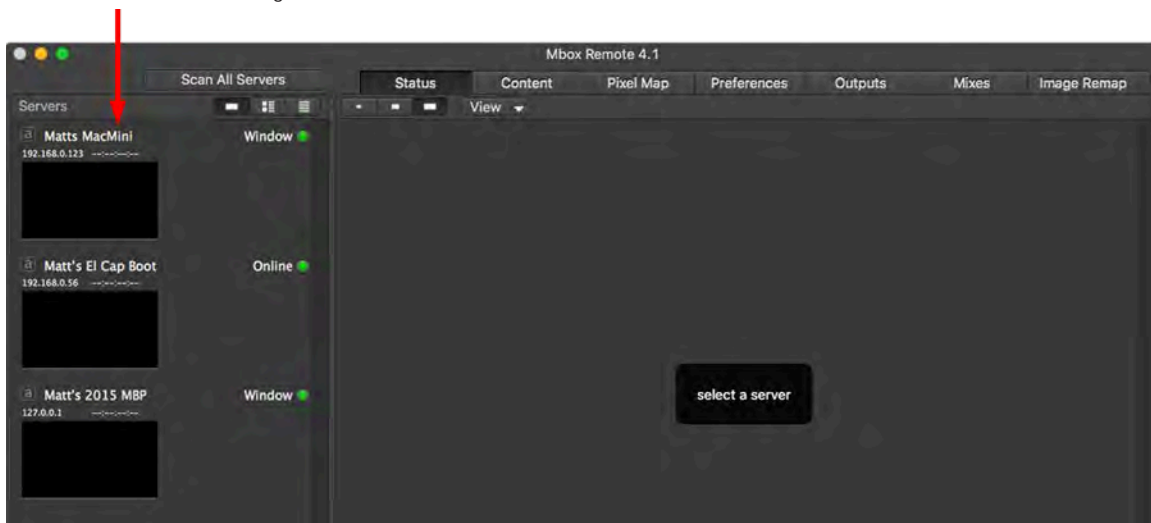 Mbox Remote 4.1
Scan All Servers
Status Content Pixel Map Preferences Outputs Mixes Image Remap
Servers
View
a Matts MacMini Window
192.168.0.123 --:--:--:--
a Matt's El Cap Boot Online
192.168.0.56 --:--:--:--
a Matt's 2015 MBP Window
127.0.0.1 --:--:--:--
select a server